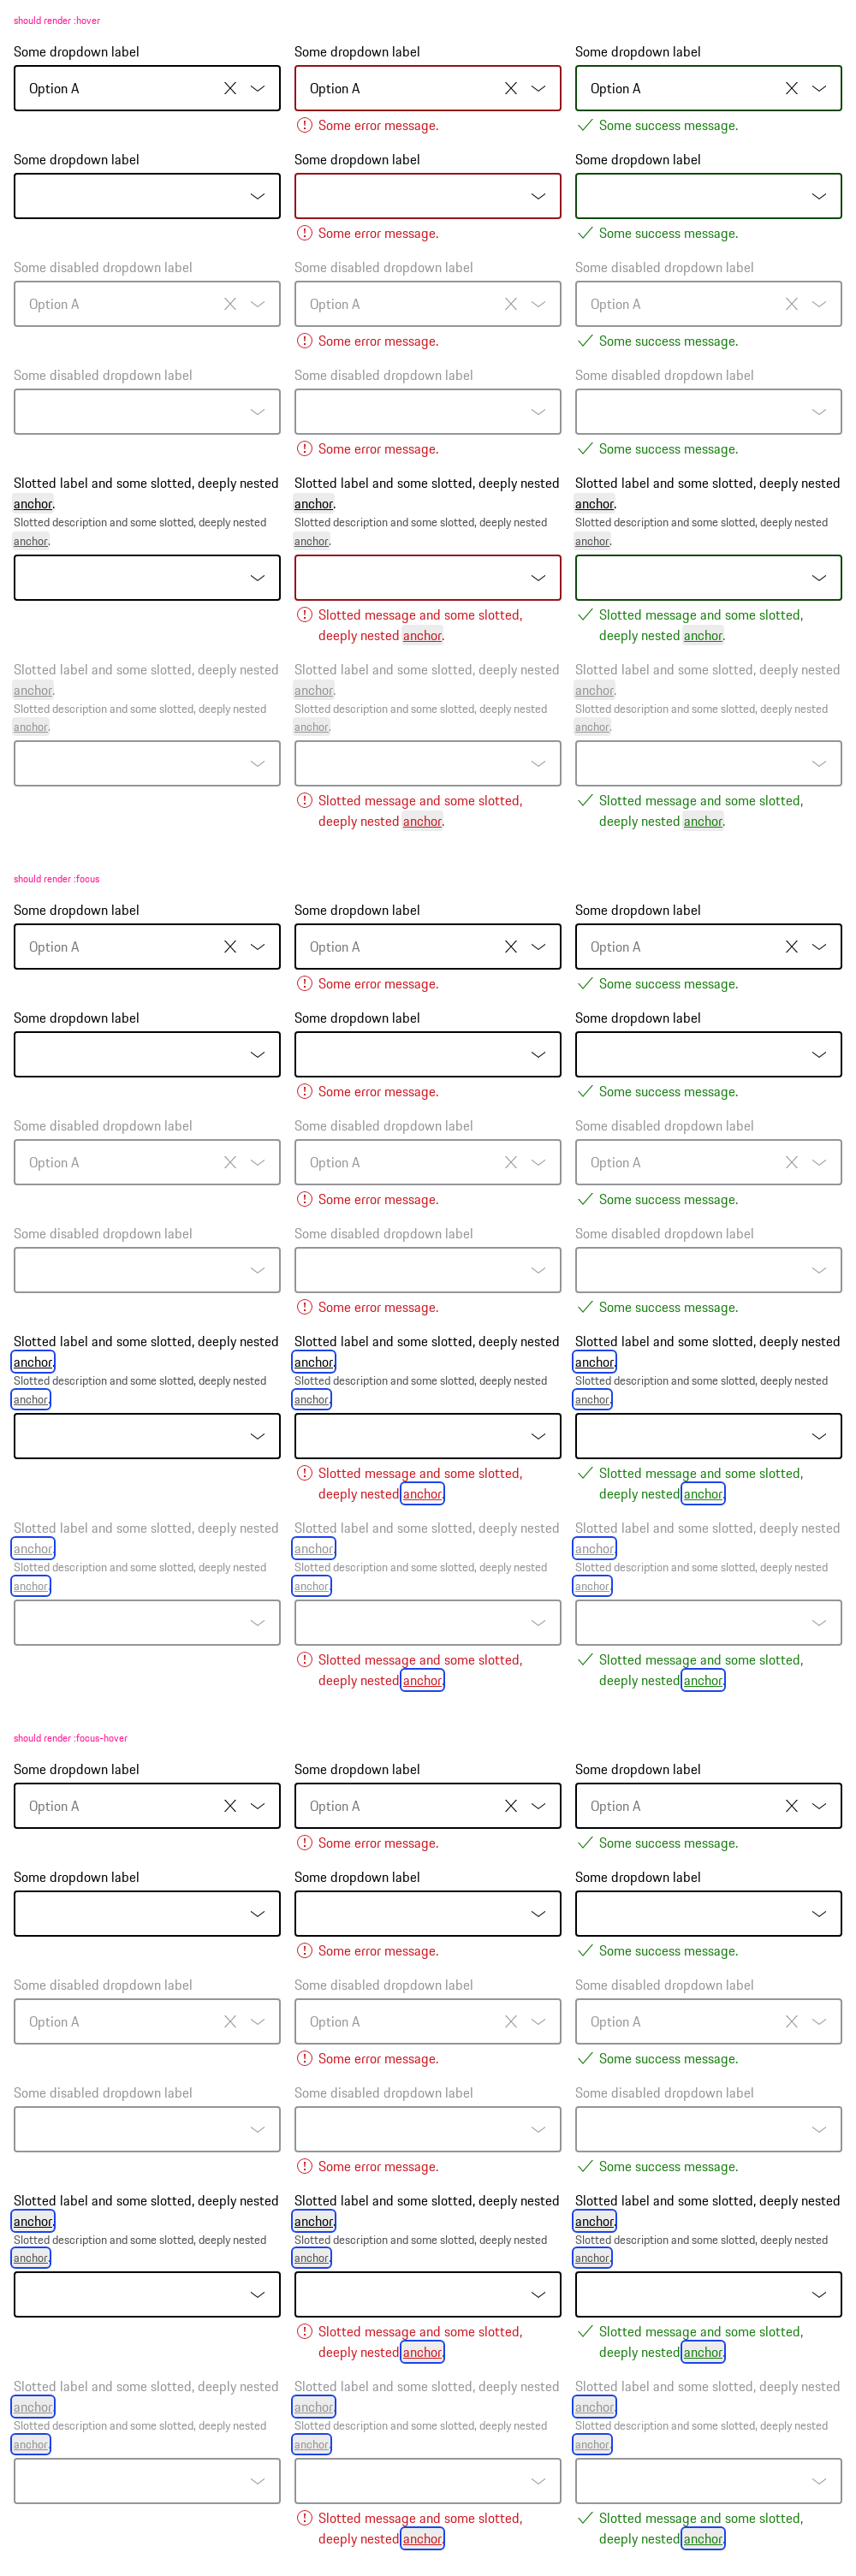 should render :hover
Some dropdown label Some dropdown label Some dropdown label
Option A Option A Option A
Some error message. Some success message.
Some dropdown label Some dropdown label Some dropdown label
Some error message. Some success message.
Some disabled dropdown label Some disabled dropdown label Some disabled dropdown label
Option A Option A Option A
Some error message. Some success message.
Some disabled dropdown label Some disabled dropdown label Some disabled dropdown label
Some error message. Some success message.
Slotted label and some slotted, deeply nested Slotted label and some slotted, deeply nested Slotted label and some slotted, deeply nested
anchor. anchor. anchor.
Slotted description and some slotted, deeply nested Slotted description and some slotted, deeply nested Slotted description and some slotted, deeply nested
anchor. anchor. anchor.
Slotted message and some slotted, Slotted message and some slotted,
deeply nested anchor. deeply nested anchor.
Slotted label and some slotted, deeply nested Slotted label and some slotted, deeply nested Slotted label and some slotted, deeply nested
anchor. anchor. anchor.
Slotted description and some slotted, deeply nested Slotted description and some slotted, deeply nested Slotted description and some slotted, deeply nested
anchor. anchor. anchor.
Slotted message and some slotted, Slotted message and some slotted,
deeply nested anchor. deeply nested anchor.
should render :focus
Some dropdown label Some dropdown label Some dropdown label
Option A Option A Option A
Some error message. Some success message.
Some dropdown label Some dropdown label Some dropdown label
Some error message. Some success message.
Some disabled dropdown label Some disabled dropdown label Some disabled dropdown label
Option A Option A Option A
Some error message. Some success message.
Some disabled dropdown label Some disabled dropdown label Some disabled dropdown label
Some error message. Some success message.
Slotted label and some slotted, deeply nested Slotted label and some slotted, deeply nested Slotted label and some slotted, deeply nested
anchor. anchor. anchor.
Slotted description and some slotted, deeply nested Slotted description and some slotted, deeply nested Slotted description and some slotted, deeply nested
anchor. anchor. anchor.
Slotted message and some slotted, Slotted message and some slotted,
deeply nested anchor. deeply nested anchor.
Slotted label and some slotted, deeply nested Slotted label and some slotted, deeply nested Slotted label and some slotted, deeply nested
anchor. anchor. anchor.
Slotted description and some slotted, deeply nested Slotted description and some slotted, deeply nested Slotted description and some slotted, deeply nested
anchor. anchor. anchor.
Slotted message and some slotted, Slotted message and some slotted,
deeply nested anchor. deeply nested anchor.
should render :focus-hover
Some dropdown label Some dropdown label Some dropdown label
Option A Option A Option A
Some error message. Some success message.
Some dropdown label Some dropdown label Some dropdown label
Some error message. Some success message.
Some disabled dropdown label Some disabled dropdown label Some disabled dropdown label
Option A Option A Option A
Some error message. Some success message.
Some disabled dropdown label Some disabled dropdown label Some disabled dropdown label
Some error message. Some success message.
Slotted label and some slotted, deeply nested Slotted label and some slotted, deeply nested Slotted label and some slotted, deeply nested
anchor. anchor. anchor.
Slotted description and some slotted, deeply nested Slotted description and some slotted, deeply nested Slotted description and some slotted, deeply nested
anchor. anchor. anchor.
Slotted message and some slotted, Slotted message and some slotted,
deeply nested anchor. deeply nested anchor.
Slotted label and some slotted, deeply nested Slotted label and some slotted, deeply nested Slotted label and some slotted, deeply nested
anchor. anchor. anchor.
Slotted description and some slotted, deeply nested Slotted description and some slotted, deeply nested Slotted description and some slotted, deeply nested
anchor. anchor. anchor.
Slotted message and some slotted, Slotted message and some slotted,
deeply nested anchor. deeply nested anchor.